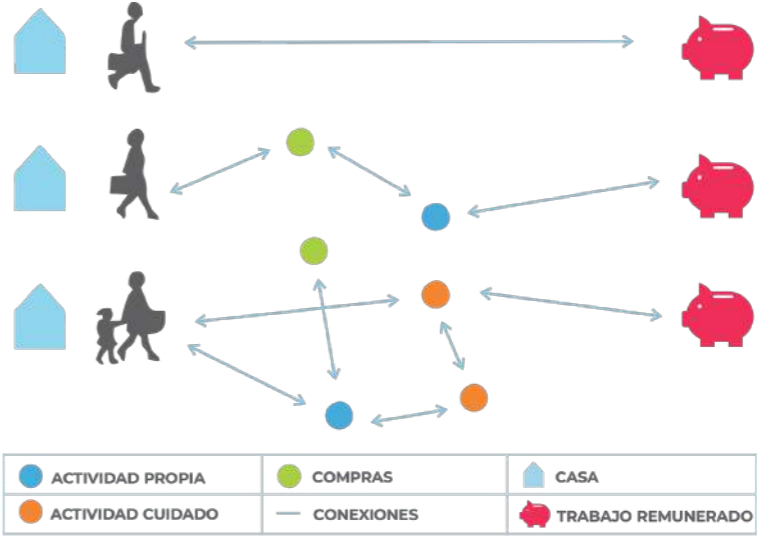 ACTIVIDAD PROPIA
COMPRAS
CASA
ACTIVIDAD CUIDADO
CONEXIONES
TRABAJO REMUNERADO